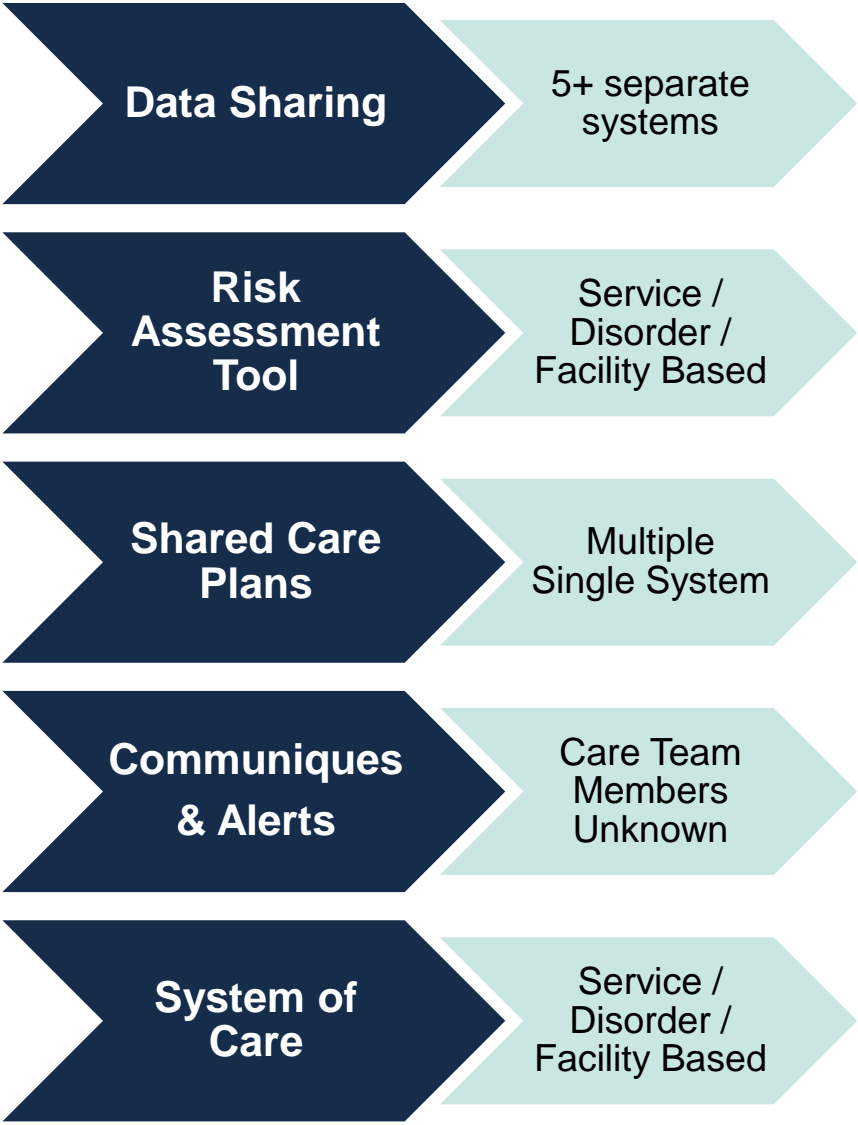 Data Sharing
5+ separate
systems
Risk
Assessment
Tool
Service /
Disorder /
Facility Based
Shared Care
Plans
Multiple
Single System
Communiques
& Alerts
Care Team
Members
Unknown
System of
Care
Service /
Disorder /
Facility Based